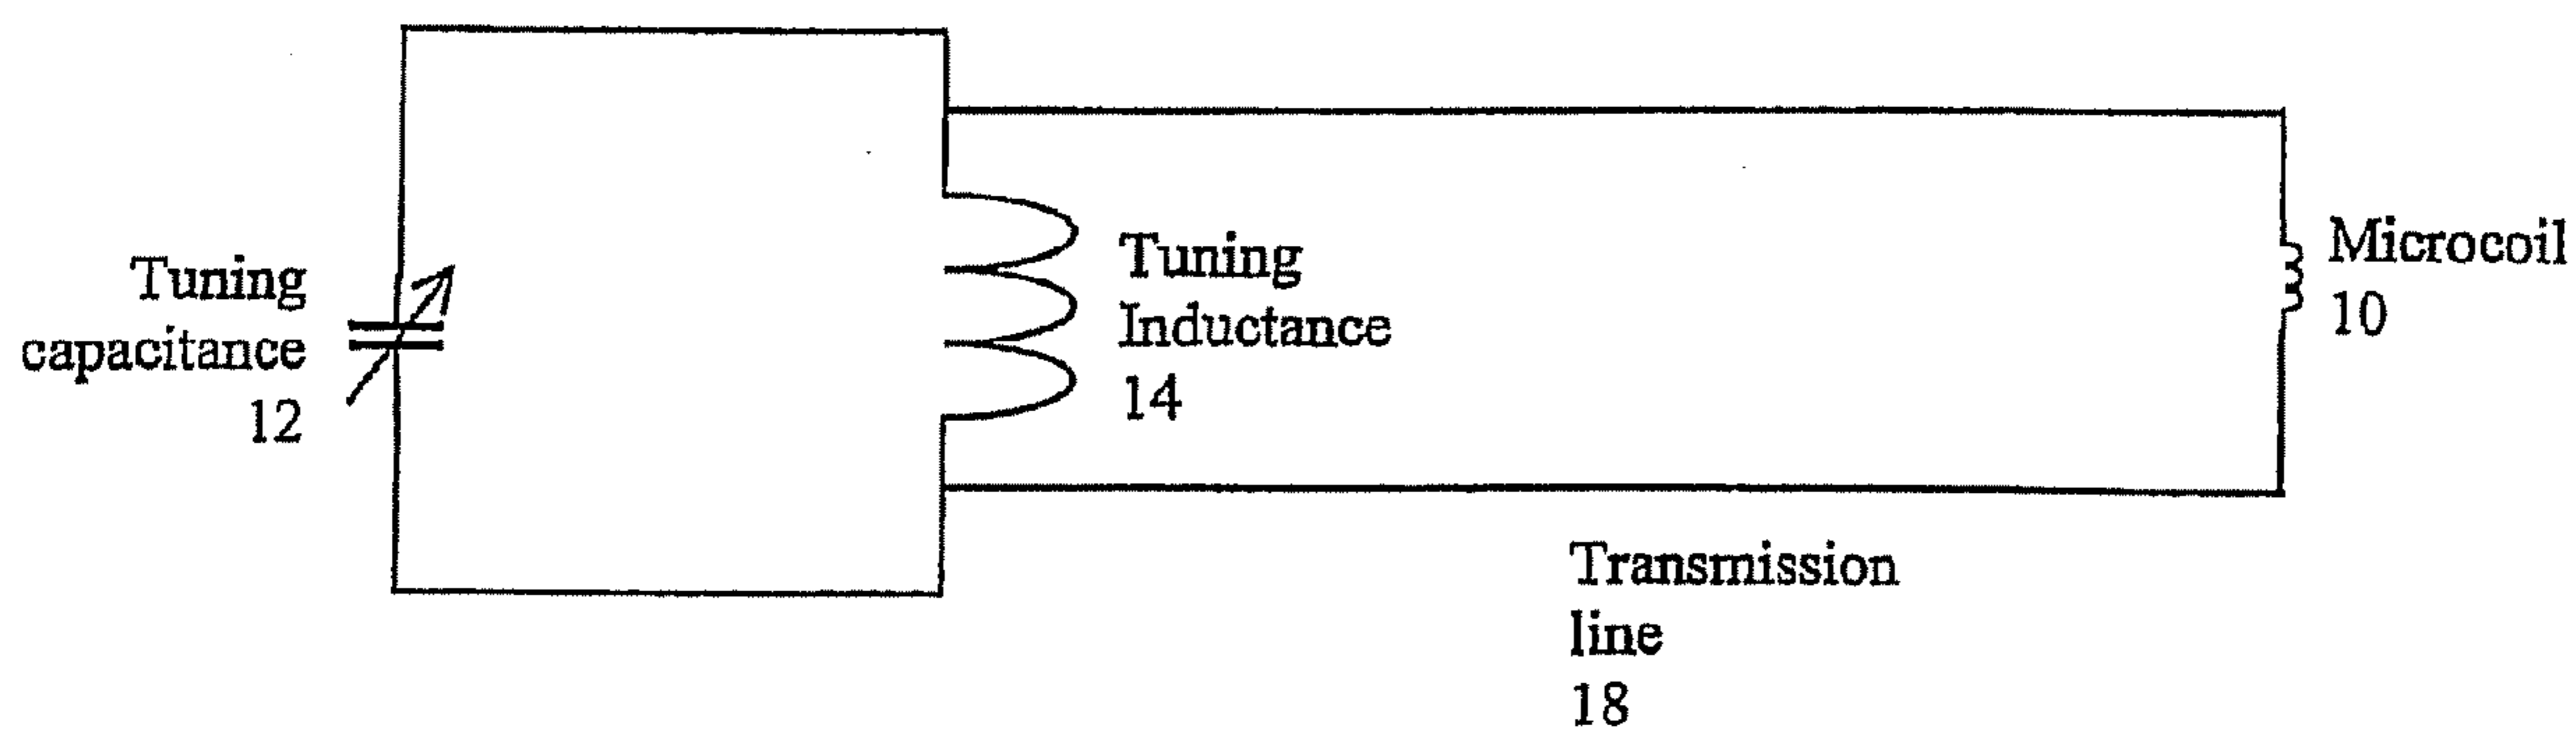 Tuning
capacitance
12
Tuning
Inductance
14
Microcoil
10
Transmission
line
18